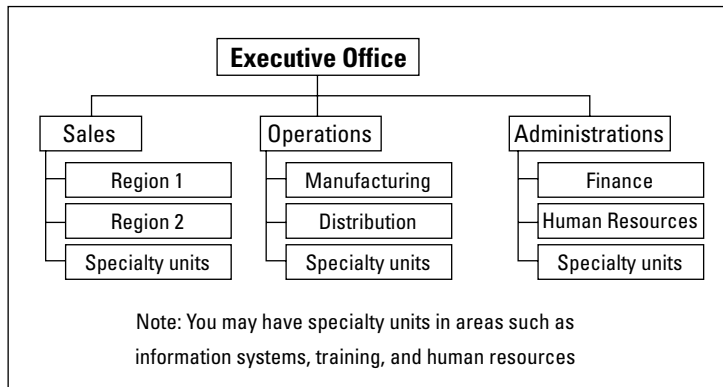 Executive Office
Sales
Operations
Administrations
Region 1
Manufacturing
Finance
Region 2
Distribution
Human Resources
Specialty units
Specialty units
Specialty units
Note: You may have specialty units in areas such as
information systems, training, and human resources